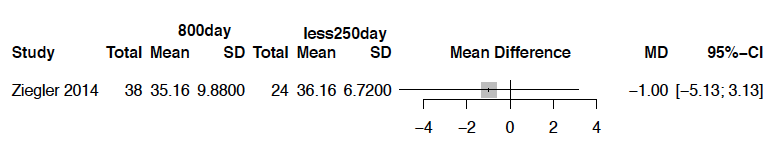 800day less250day
Study Total Mean SD Total Mean SD Mean Difference MD 95%−CI
Ziegler 2014 38 35.16 9.8800 24 36.16 6.7200 −1.00 [−5.13; 3.13]
−4 −2 0 2 4